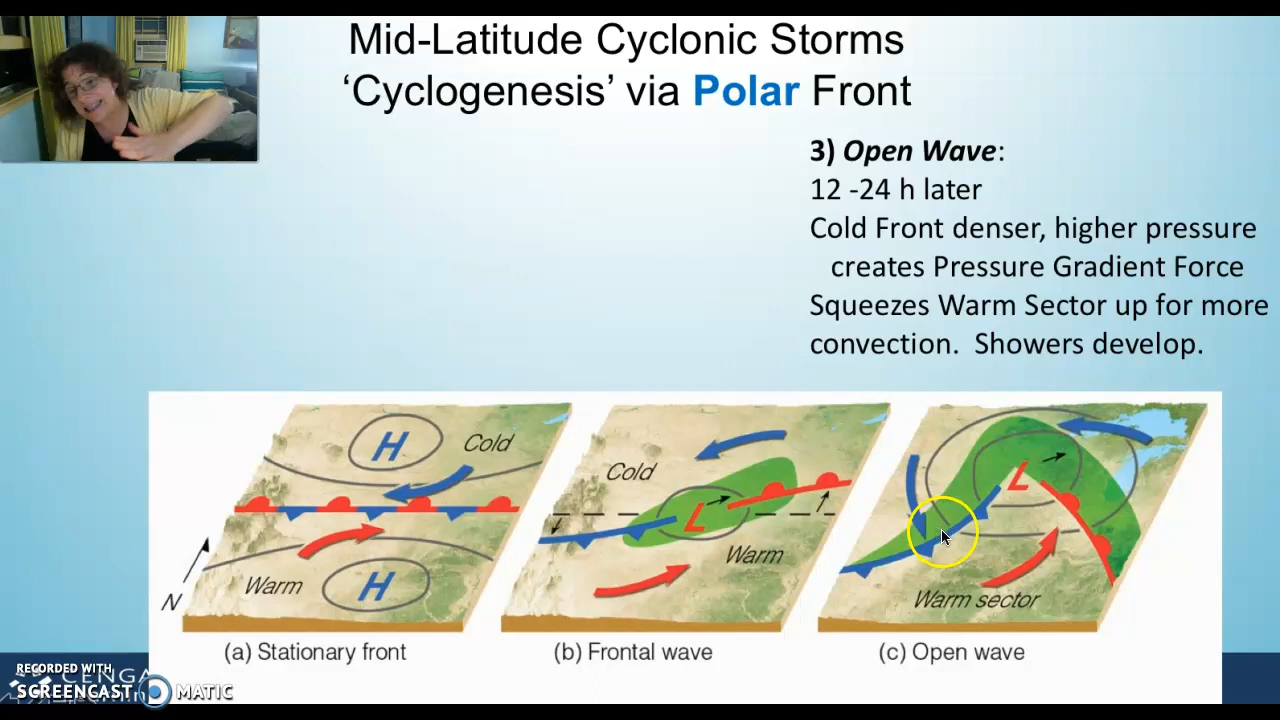 Mid-Latitude Cyclonic Storms
‘Cyclogenesis’ via Polar Front
3) Open Wave:
12 -24 h later
Cold Front denser, higher pressure
creates Pressure Gradient Force
Squeezes Warm Sector up for more
convection. Showers develop.
H
Cold
Warm
H
N
Cold
L
Warm
L
Warm sector
(a) Stationary front
(b) Frontal wave
(c) Open wave
RECORDED WITH
SCREENCAST MATIC
CENGA